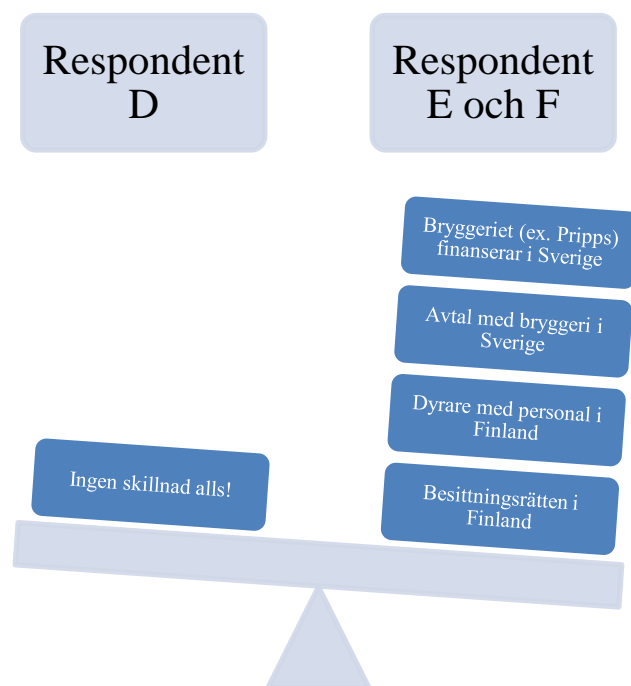 Respondent
D
Respondent
E och F
Bryggeriet (ex. Pripps)
finanserar i Sverige
Avtal med bryggeri i
Sverige
Dyrare med personal i
Finland
Besittningsrätten i
Finland
Ingen skillnad alls!